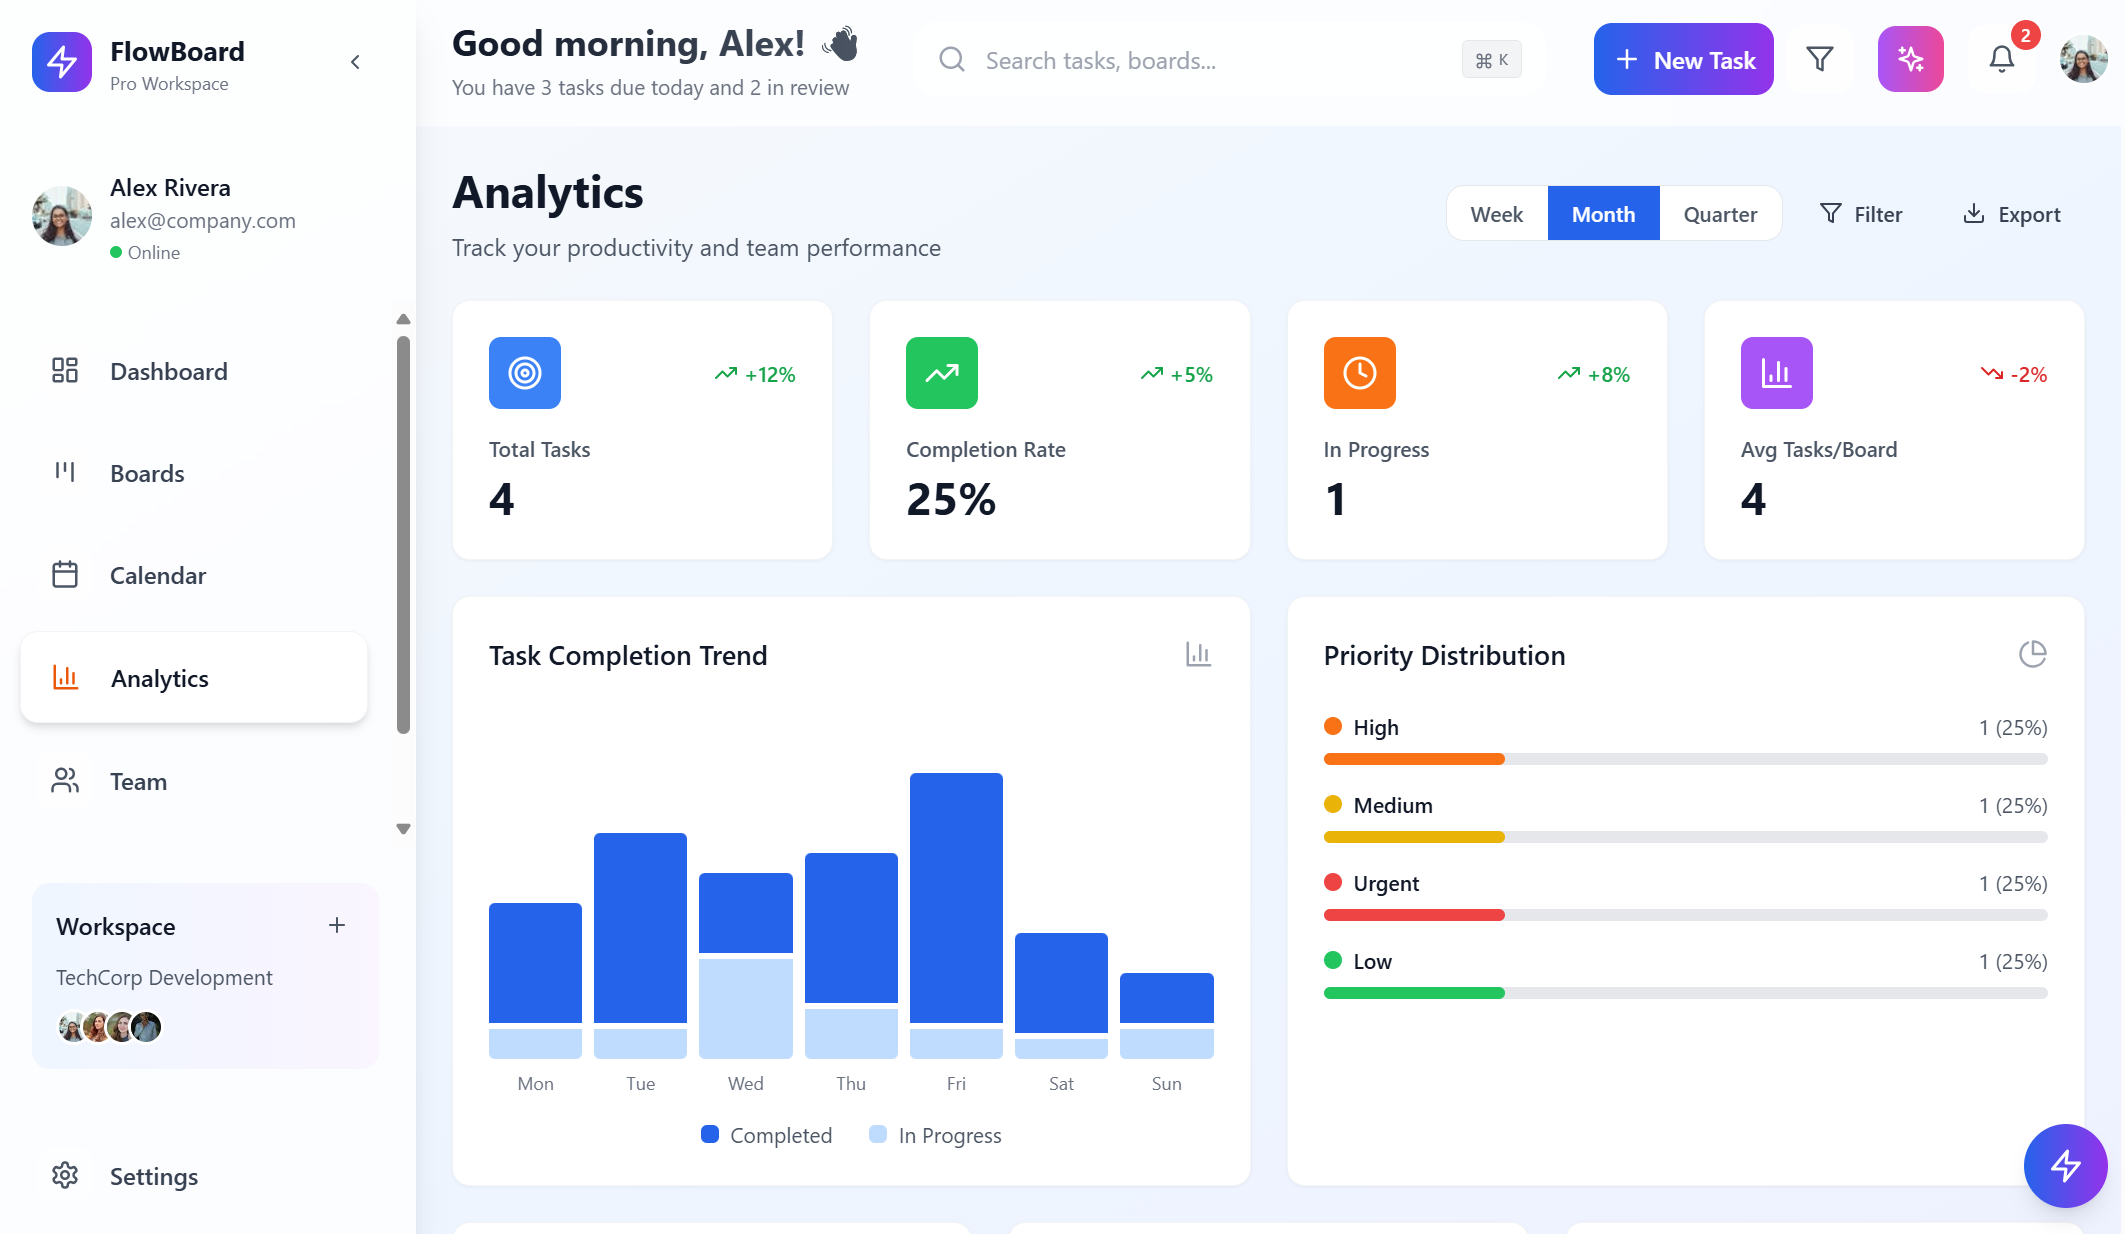 FlowBoard
Pro Workspace
Alex Rivera
alex@company.com
Online
Dashboard
Boards
Calendar
Analytics
Team
Workspace
TechCorp Development
Settings
Good morning, Alex! 👋
You have 3 tasks due today and 2 in review
Search tasks, boards...
⌘ K
New Task
2
Analytics
Track your productivity and team performance
Week
Month
Quarter
Filter
Export
+12%
Total Tasks
4
+5%
Completion Rate
25%
+8%
In Progress
1
-2%
Avg Tasks/Board
4
Task Completion Trend
Mon
Tue
Wed
Thu
Fri
Sat
Sun
Completed
In Progress
Priority Distribution
High
1 (25%)
Medium
1 (25%)
Urgent
1 (25%)
Low
1 (25%)